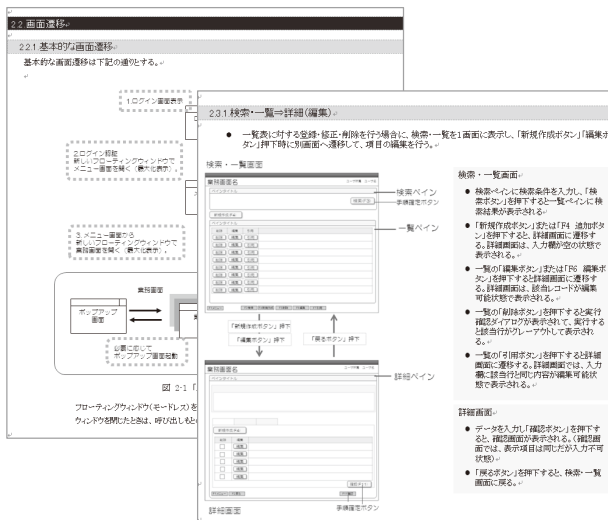 2.2.画面遷移
2.2.1 基本的な画面遷移
基本的な画面遷移は下記の通りとする。
1.ログイン画面表示
2.ログイン認証
新しいフローティングウィンドウで
メニュー画面を開く（最大化表示）。
3.メニュー画面から
新しいフローティングウィンドウで
業務画面を開く（最大化表示）。
業務画面
ポップアップ
画面
必要に応じて
ポップアップ画面起動
図 2-1 「
フローティングウィンドウ(モードレス)を
ウィンドウを閉じたときは、呼び出しもと
2.3.1 検索・一覧⇒詳細(編集)
● 一覧表に対する登録・修正・削除を行う場合に、検索・一覧を1画面に表示し、「新規作成ボタン」「編集ボ
タン」押下時に別画面へ遷移して、項目の編集を行う。
検索・一覧画面
業務画面名
検索ペイン
手順確定ボタン
一覧ペイン
「新規作成ボタン」押下
「編集ボタン」押下
「戻るボタン」押下
業務画面名
詳細ペイン
手順確定ボタン
詳細画面
検索・一覧画面
● 検索ペインに検索条件を入力し、「検
索ボタン」を押下すると一覧ペインに検
索結果が表示される
● 「新規作成ボタン」または「F4 追加ボタ
ン」を押下すると、詳細画面に遷移す
る。詳細画面は、入力欄が空の状態で
表示される。
● 一覧の「編集ボタン」または「F6 編集ボ
タン」を押下すると詳細画面に遷移す
る。詳細画面は、該当レコードが編集
可能状態で表示される。
● 一覧の「削除ボタン」を押下すると実行
確認ダイアログが表示されて、実行する
と該当行がグレーアウトして表示され
る。
● 一覧の「引用ボタン」を押下すると詳細
画面に遷移する。詳細画面では、入力
欄に該当行と同じ内容が編集可能状
態で表示される。
詳細画面
● データを入力し「確認ボタン」を押下す
ると、確認画面が表示される。(確認画
面では、表示項目は同じだが入力不可
状態)
● 「戻るボタン」を押下すると、検索・一覧
画面に戻る。